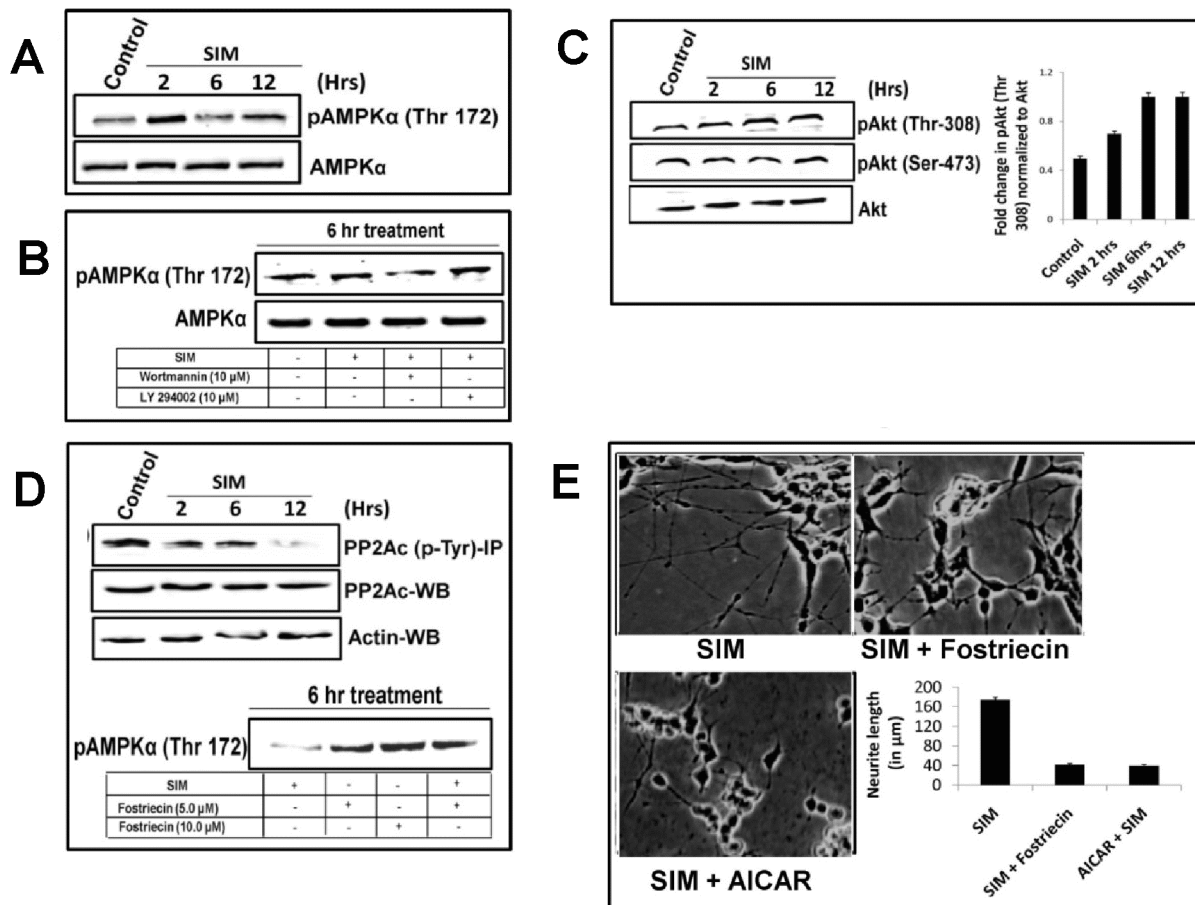 A
Control
SIM
2 6 12 (Hrs)
pAMPKα (Thr 172)
AMPKα
B
6 hr treatment
pAMPKα (Thr 172)
AMPKα
SIM - + + +
Wortmannin (10 µM) - - + -
LY 294002 (10 µM) - - - +
C
Control
SIM
2 6 12 (Hrs)
pAkt (Thr-308)
pAkt (Ser-473)
Akt
Fold change in pAkt (Thr
308) normalized to Akt
1.2
0.8
0.4
0
Control
SIM 2 hrs
SIM 6hrs
SIM 12 hrs
D
Control
SIM
2 6 12 (Hrs)
PP2Ac (p-Tyr)-IP
PP2Ac-WB
Actin-WB
6 hr treatment
pAMPKα (Thr 172)
SIM + - - +
Fostriecin (5.0 µM) - + - +
Fostriecin (10.0 µM) - - + -
E
SIM
SIM + Fostriecin
SIM + AICAR
Neurite length
(in µm)
200
160
120
80
40
0
SIM
SIM + Fostriecin
AICAR + SIM